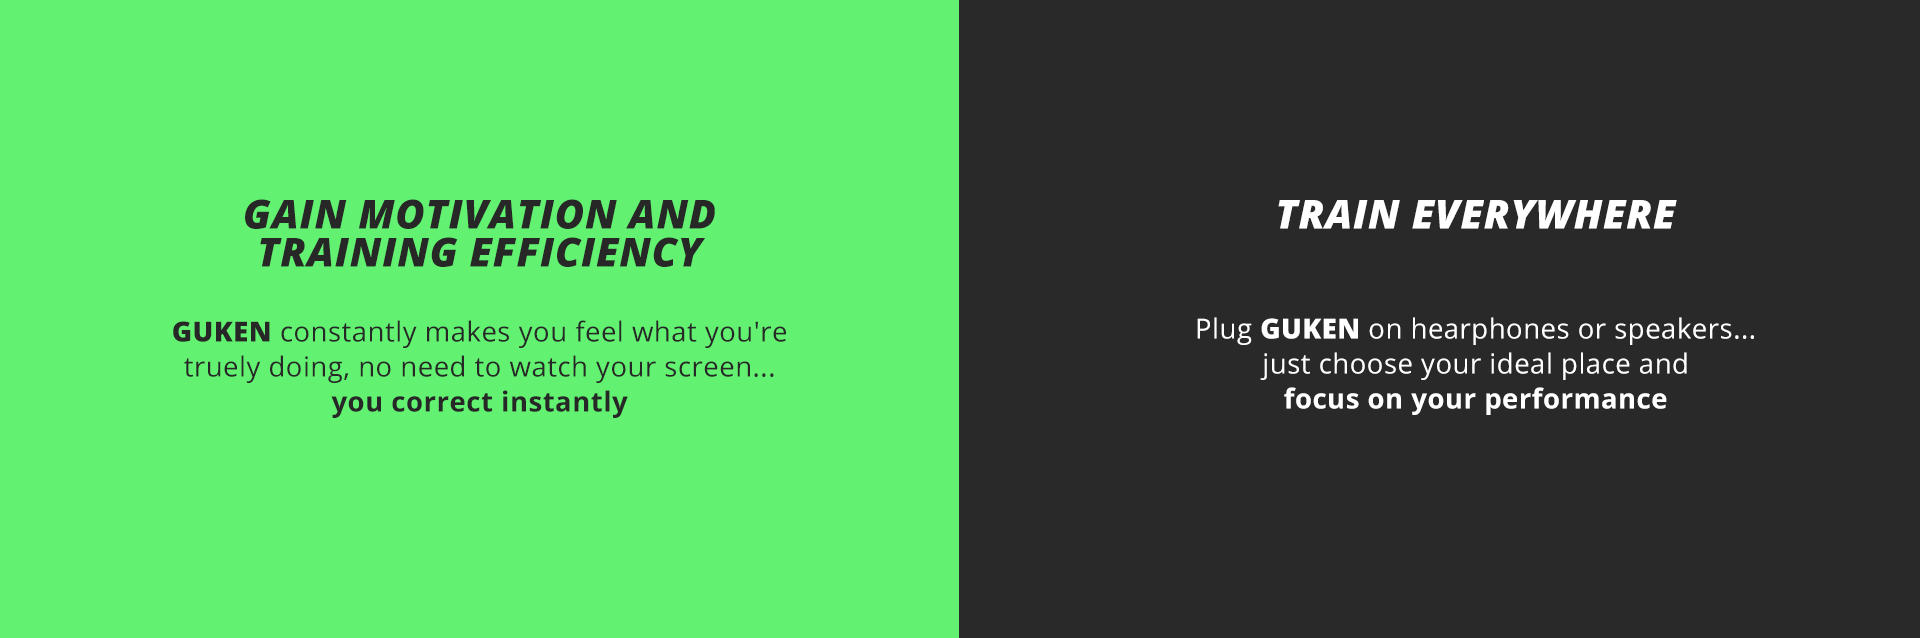 GAIN MOTIVATION AND
TRAINING EFFICIENCY
GUKEN constantly makes you feel what you're
truely doing, no need to watch your screen...
you correct instantly
TRAIN EVERYWHERE
Plug GUKEN on hearphones or speakers...
just choose your ideal place and
focus on your performance